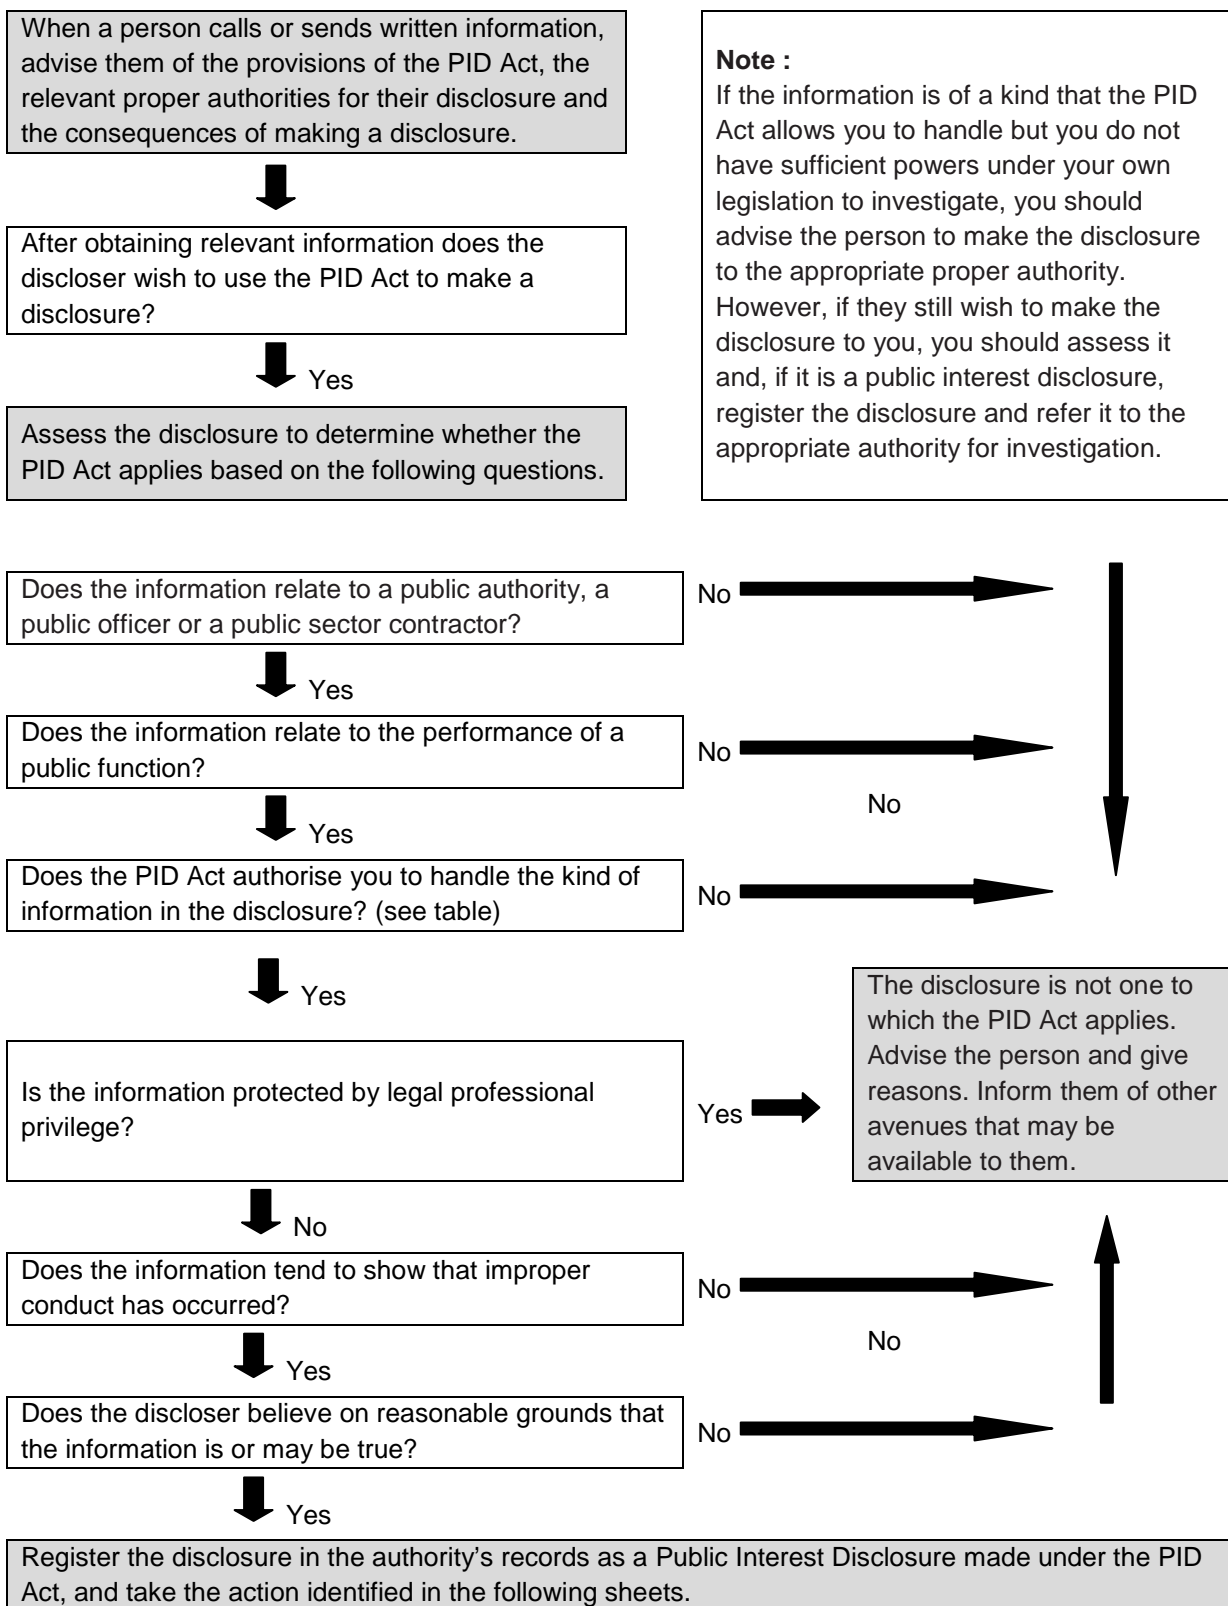 When a person calls or sends written information,
advise them of the provisions of the PID Act, the
relevant proper authorities for their disclosure and
the consequences of making a disclosure.
After obtaining relevant information does the
discloser wish to use the PID Act to make a
disclosure?
Yes
Assess the disclosure to determine whether the
PID Act applies based on the following questions.
Note :
If the information is of a kind that the PID
Act allows you to handle but you do not
have sufficient powers under your own
legislation to investigate, you should
advise the person to make the disclosure
to the appropriate proper authority.
However, if they still wish to make the
disclosure to you, you should assess it
and, if it is a public interest disclosure,
register the disclosure and refer it to the
appropriate authority for investigation.
Does the information relate to a public authority, a
public officer or a public sector contractor?
No
Yes
Does the information relate to the performance of a
public function?
No
No
Yes
Does the PID Act authorise you to handle the kind of
information in the disclosure? (see table)
No
Yes
Is the information protected by legal professional
privilege?
Yes
The disclosure is not one to
which the PID Act applies.
Advise the person and give
reasons. Inform them of other
avenues that may be
available to them.
No
Does the information tend to show that improper
conduct has occurred?
No
No
Yes
Does the discloser believe on reasonable grounds that
the information is or may be true?
No
Yes
Register the disclosure in the authority's records as a Public Interest Disclosure made under the PID
Act, and take the action identified in the following sheets.